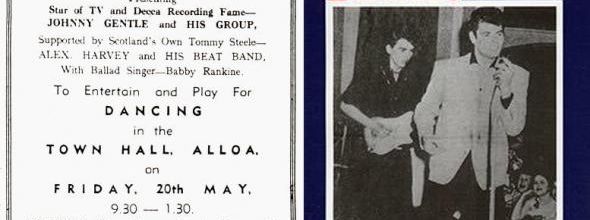 Presenting
Star of TV and Decca Recording Fame—
JOHNNY GENTLE and HIS GROUP,
Supported by Scotland's Own Tommy Steele—
ALEX. HARVEY and HIS BEAT BAND,
With Ballad Singer—Babby Rankine.
To Entertain and Play For
DANCING
in the
TOWN HALL, ALLOA,
on
FRIDAY, 20th MAY,
9.30 — 1.30.